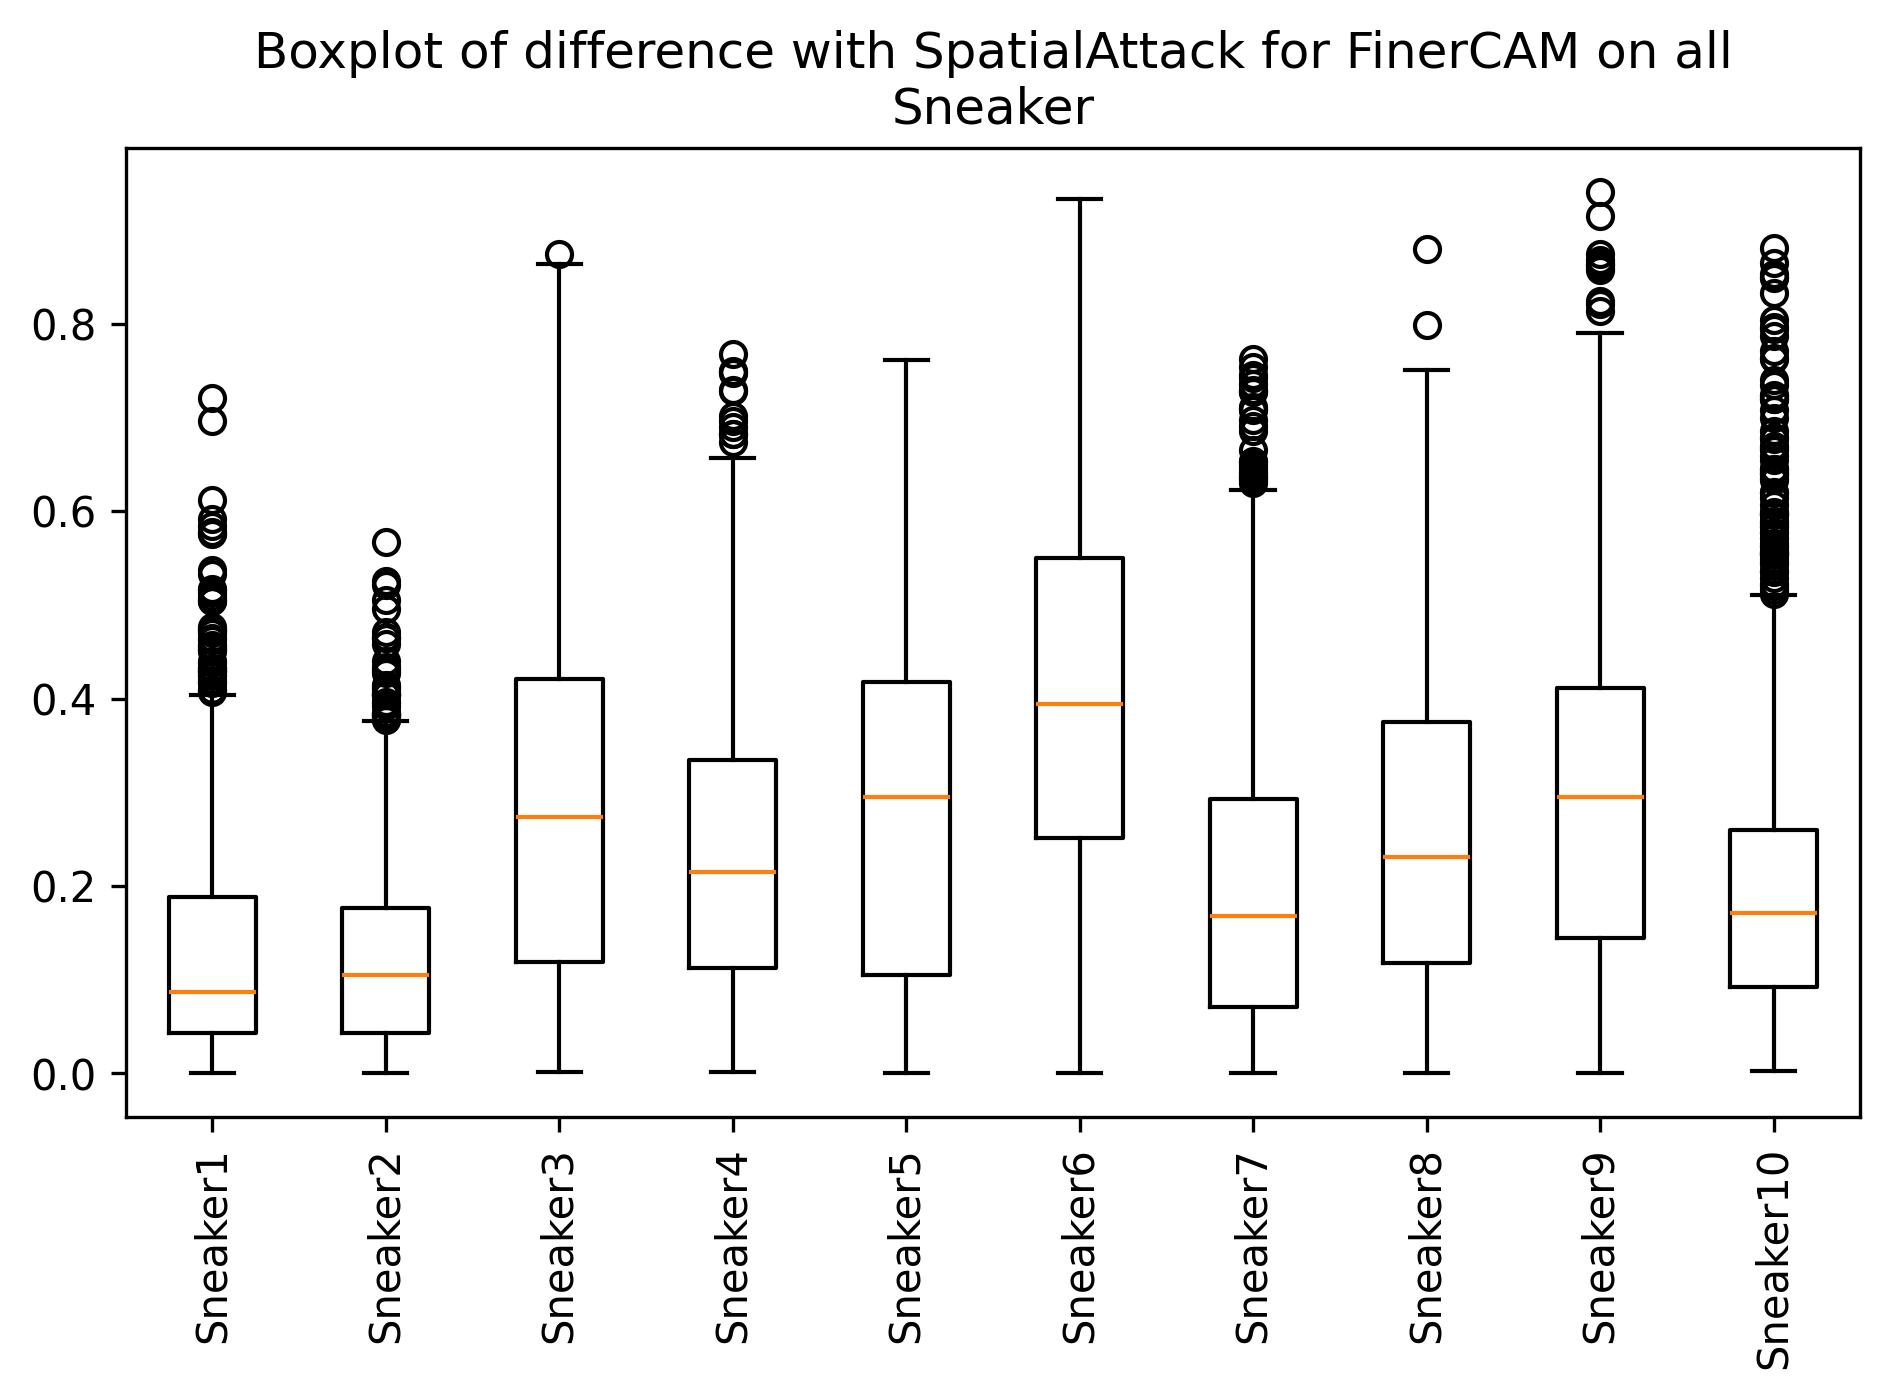 Boxplot of difference with SpatialAttack for FinerCAM on all
Sneaker
0.8
0.6
0.4
0.2
0.0
Sneaker1
Sneaker2
Sneaker3
Sneaker4
Sneaker5
Sneaker6
Sneaker7
Sneaker8
Sneaker9
Sneaker10